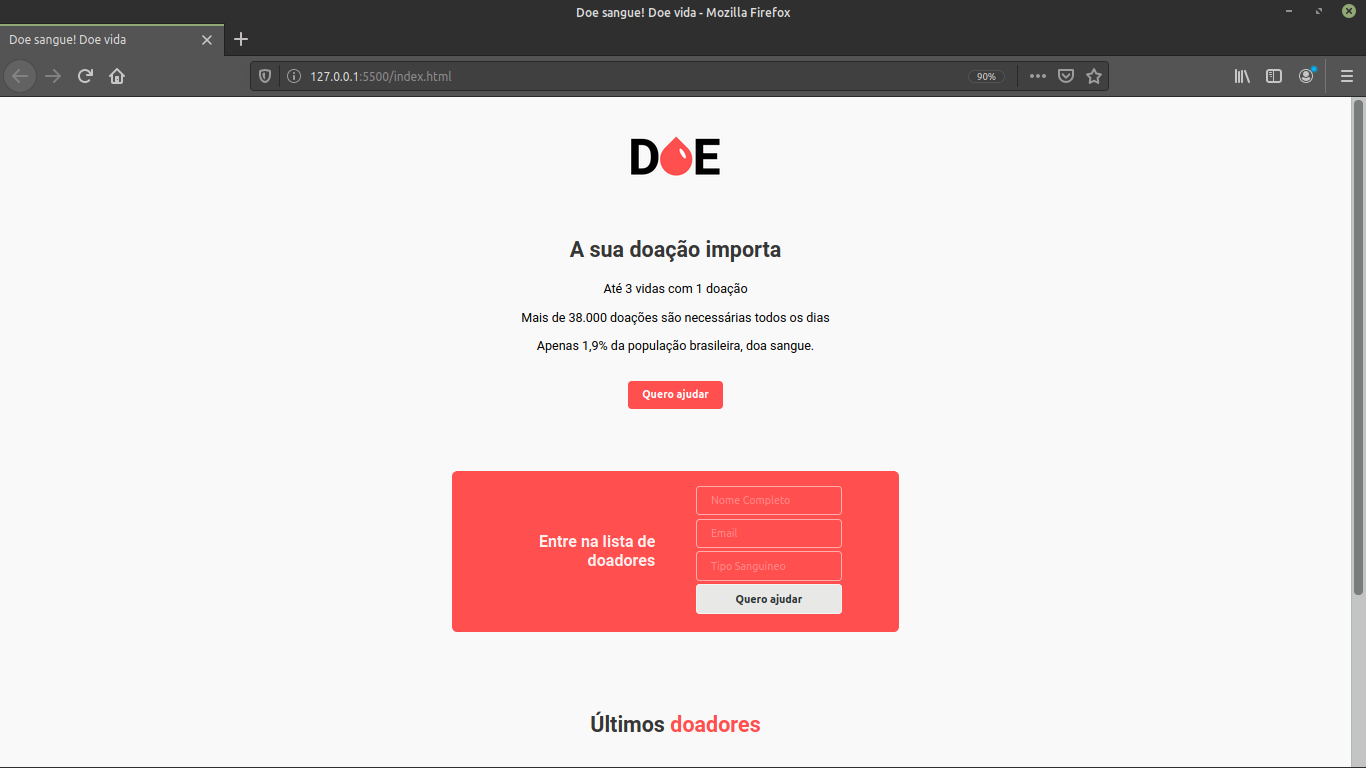 Doe sangue! Doe vida - Mozilla Firefox
Doe sangue! Doe vida
127.0.0.1:5500/index.html
90%
DOE
A sua doação importa
Até 3 vidas com 1 doação
Mais de 38.000 doações são necessárias todos os dias
Apenas 1,9% da população brasileira, doa sangue.
Quero ajudar
Entre na lista de
doadores
Nome Completo
Email
Tipo Sanguíneo
Quero ajudar
Últimos doadores